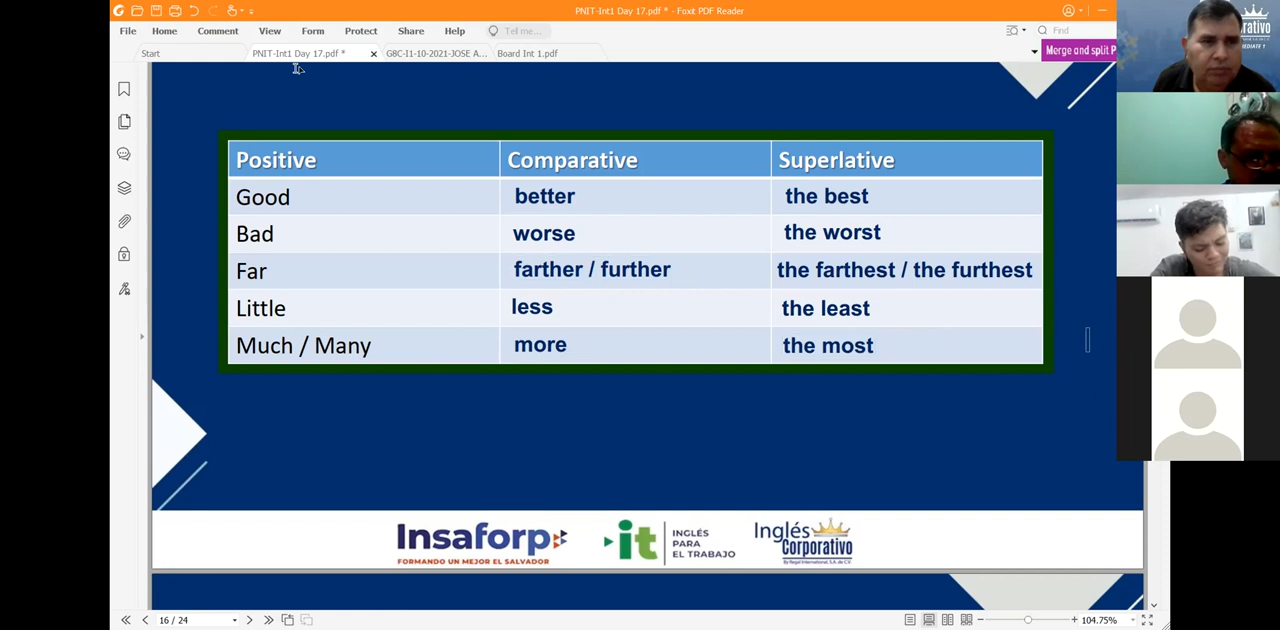 PNIT-Int1 Day 17.pdf * - Foxit PDF Reader
File Home Comment View Form Protect Share Help Tell me... Find
Start PNIT-Int1 Day 17.pdf * G8C-I1-10-2021-JOSE A... Board Int 1.pdf
Merge and split P
Positive Comparative Superlative
Good better the best
Bad worse the worst
Far farther / further the farthest / the furthest
Little less the least
Much / Many more the most
Insaforp
FORMANDO UN MEJOR EL SALVADOR
it
INGLÉS
PARA
EL TRABAJO
Inglés
Corporativo
By Regal International, S.A. de C.V.
16 / 24
104.75%